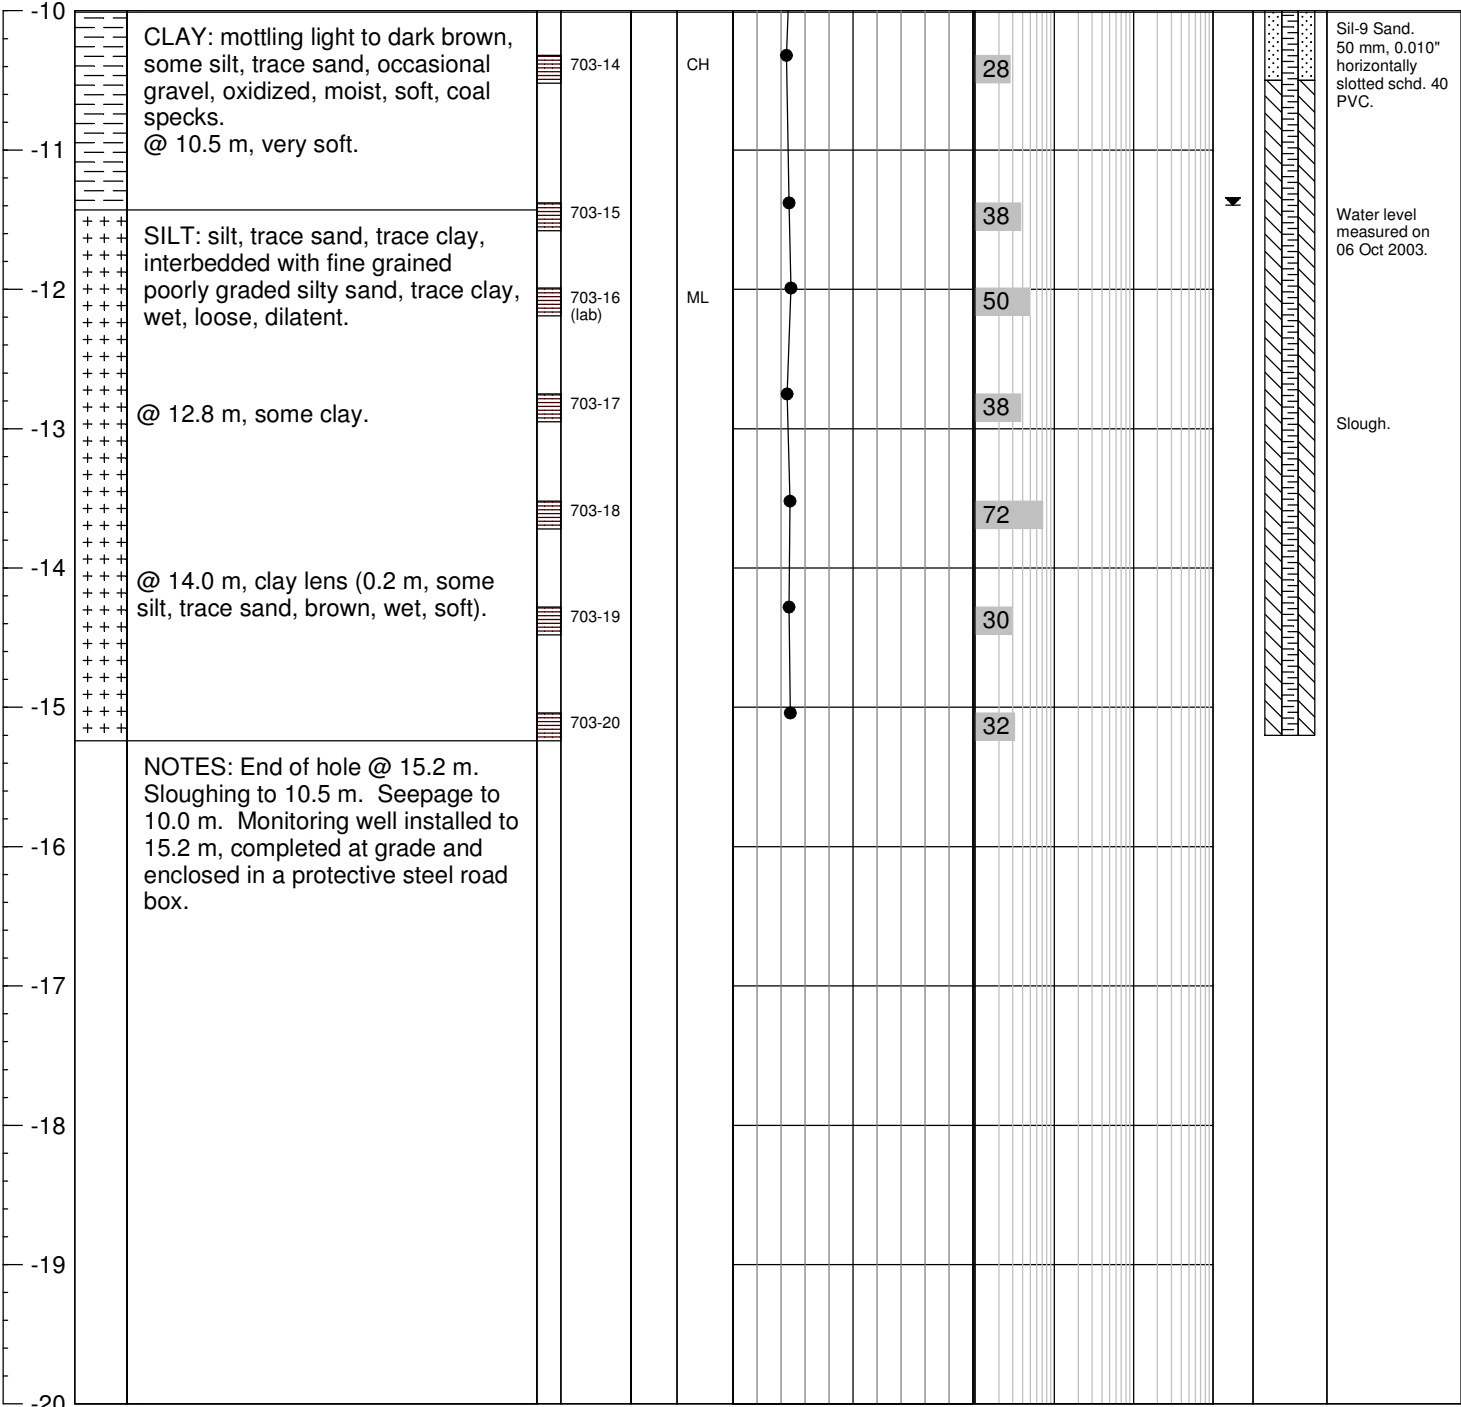 -10
-11
-12
-13
-14
-15
-16
-17
-18
-19
-20
CLAY: mottling light to dark brown,
some silt, trace sand, occasional
gravel, oxidized, moist, soft, coal
specks.
@ 10.5 m, very soft.
SILT: silt, trace sand, trace clay,
interbedded with fine grained
poorly graded silty sand, trace clay,
wet, loose, dilatent.
@ 12.8 m, some clay.
@ 14.0 m, clay lens (0.2 m, some
silt, trace sand, brown, wet, soft).
NOTES: End of hole @ 15.2 m.
Sloughing to 10.5 m.  Seepage to
10.0 m.  Monitoring well installed to
15.2 m, completed at grade and
enclosed in a protective steel road
box.
703-14
703-15
703-16
(lab)
703-17
703-18
703-19
703-20
CH
ML
28
38
50
38
72
30
32
Sil-9 Sand.
50 mm, 0.010"
horizontally
slotted schd. 40
PVC.
Water level
measured on
06 Oct 2003.
Slough.